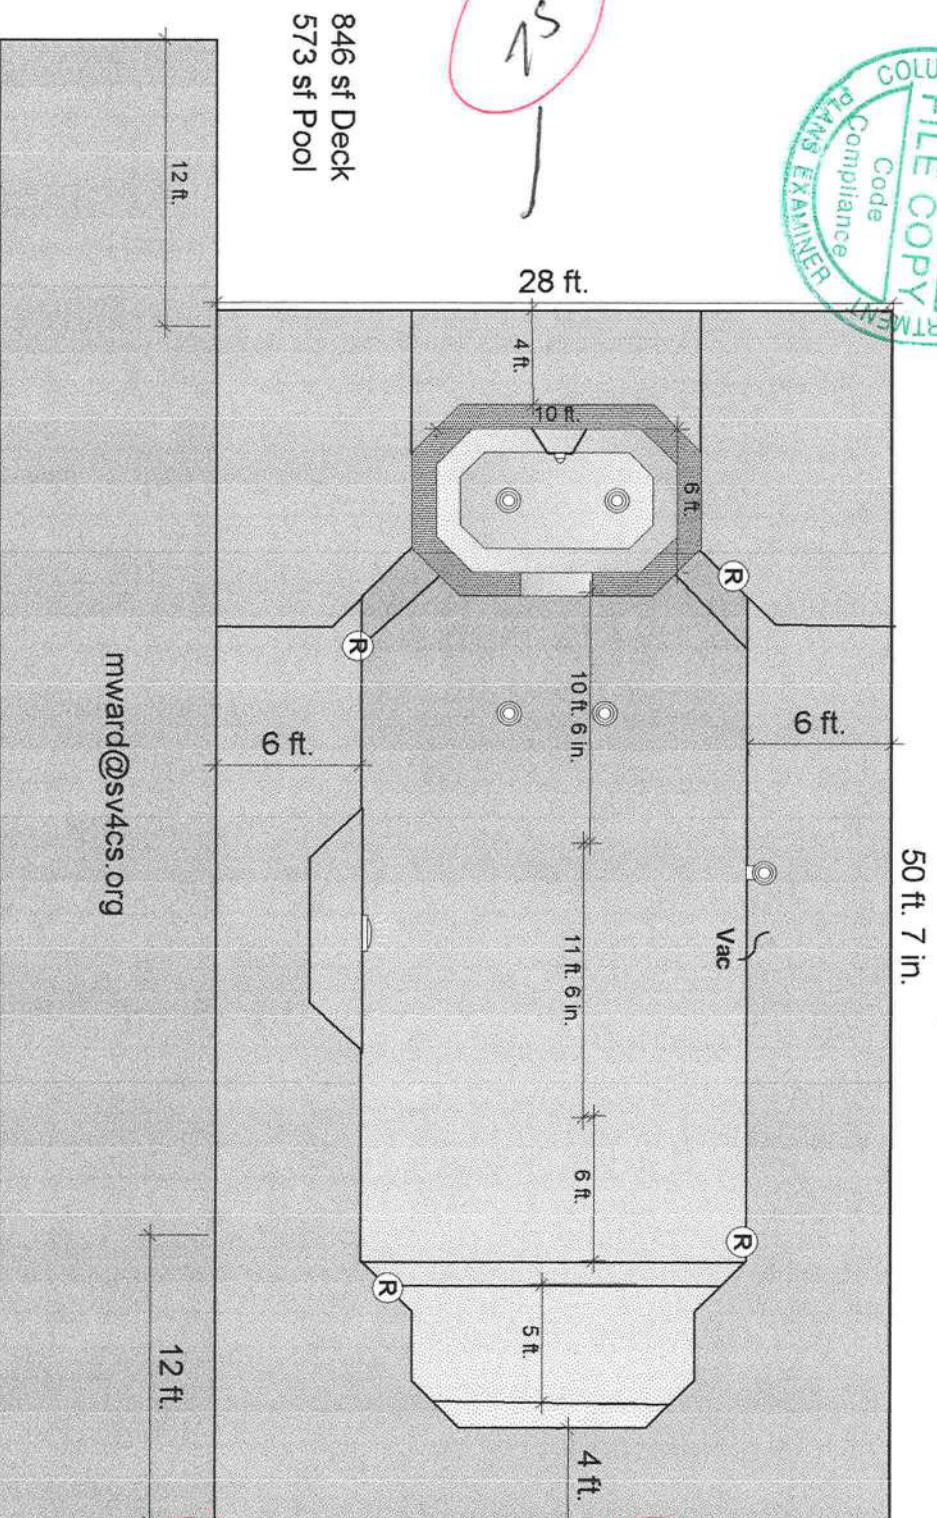 846 sf Deck
573 sf Pool
FILE COPY
PLANS EXAMINER
Code
Compliance
28 ft.
50 ft. 7 in.
12 ft.
4 ft.
10 ft.
6 ft.
R
R
10 ft. 6 in.
6 ft.
6 ft.
Vac
11 ft. 6 in.
6 ft.
R
R
5 ft.
4 ft.
12 ft.
mward@sv4cs.org